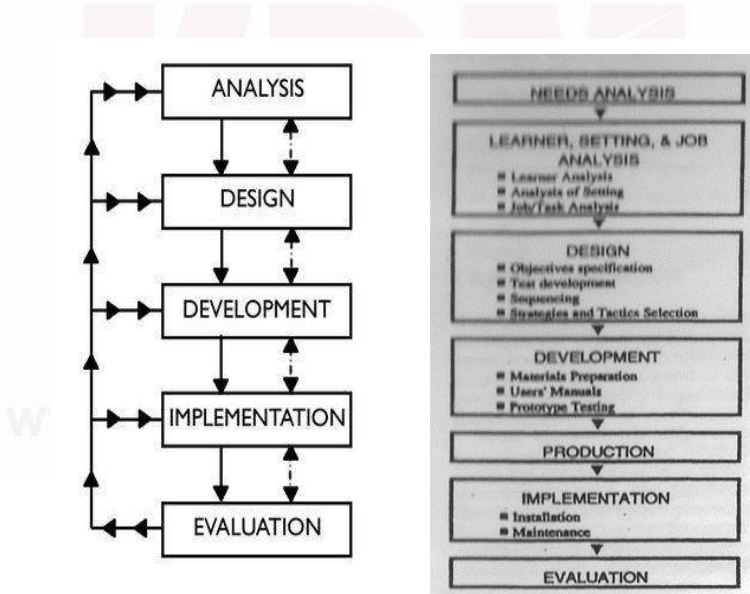 ANALYSIS
DESIGN
DEVELOPMENT
IMPLEMENTATION
EVALUATION
NEEDS ANALYSIS
LEARNER, SETTING, & JOB
ANALYSIS
Learner Analysis
Analysis of Setting
Job/Task Analysis
DESIGN
Objectives specification
Test development
Sequencing
Strategies and Tactics Selection
DEVELOPMENT
Materials Preparation
Users' Manuals
Prototype Testing
PRODUCTION
IMPLEMENTATION
Installation
Maintenance
EVALUATION